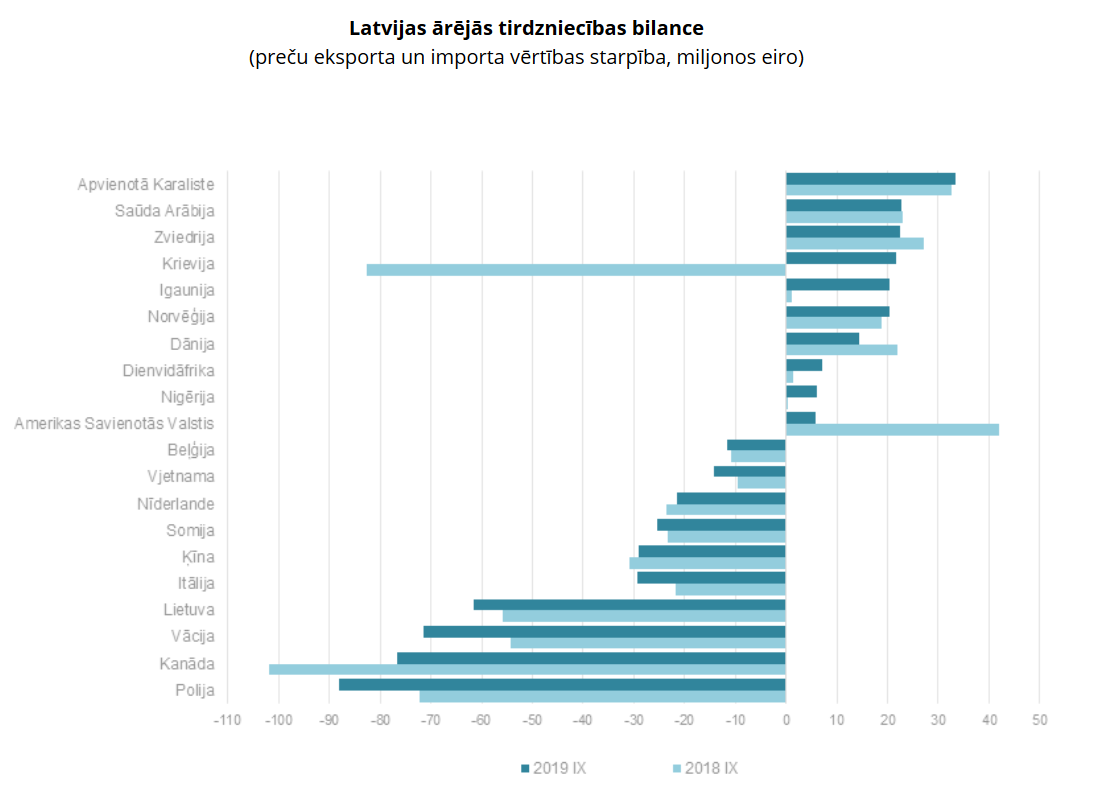 Latvijas ārējās tirdzniecības bilance
(preču eksporta un importa vērtības starpība, miljonos eiro)
Apvienotā Karaliste
Saūda Arābija
Zviedrija
Krievija
Igaunija
Norvēģija
Dānija
Dienvidāfrika
Nigērija
Amerikas Savienotās Valstis
Beļģija
Vjetnama
Nīderlande
Somija
Ķīna
Itālija
Lietuva
Vācija
Kanāda
Polija
-110 -100 -90 -80 -70 -60 -50 -40 -30 -20 -10 0 10 20 30 40 50
2019 IX 2018 IX